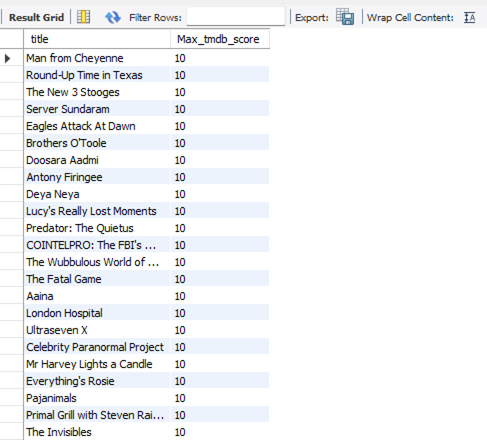 Result Grid Filter Rows: Export: Wrap Cell Content: IA
title Max_tmdb_score
Man from Cheyenne 10
Round-Up Time in Texas 10
The New 3 Stooges 10
Server Sundaram 10
Eagles Attack At Dawn 10
Brothers O'Toole 10
Doosara Aadmi 10
Antony Firingee 10
Deya Neya 10
Lucy's Really Lost Moments 10
Predator: The Quietus 10
COINTELPRO: The FBI's ... 10
The Wubbulous World of ... 10
The Fatal Game 10
Aaina 10
London Hospital 10
Ultraseven X 10
Celebrity Paranormal Project 10
Mr Harvey Lights a Candle 10
Everything's Rosie 10
Pajanimals 10
Primal Grill with Steven Rai... 10
The Invisibles 10